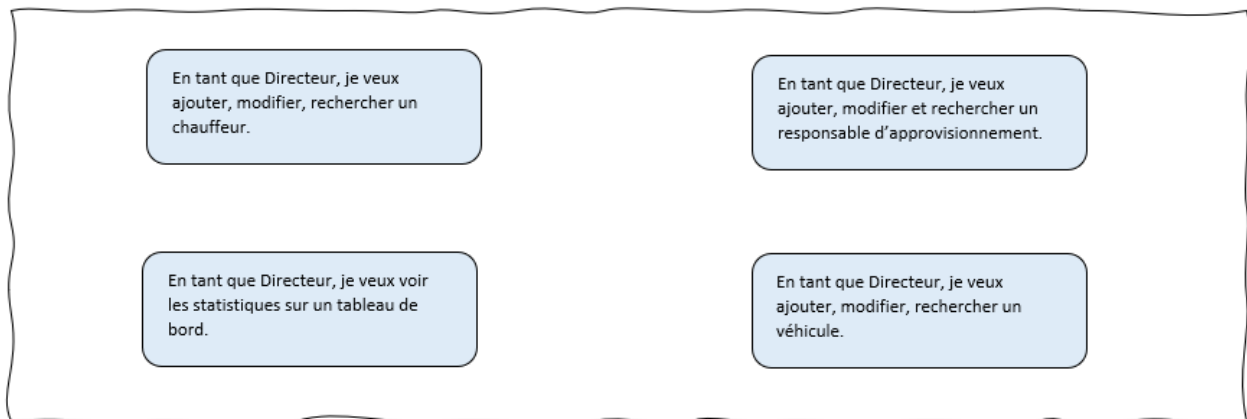 En tant que Directeur, je veux
ajouter, modifier, rechercher un
chauffeur.
En tant que Directeur, je veux
ajouter, modifier et rechercher un
responsable d’approvisionnement.
En tant que Directeur, je veux voir
les statistiques sur un tableau de
bord.
En tant que Directeur, je veux
ajouter, modifier, rechercher un
véhicule.